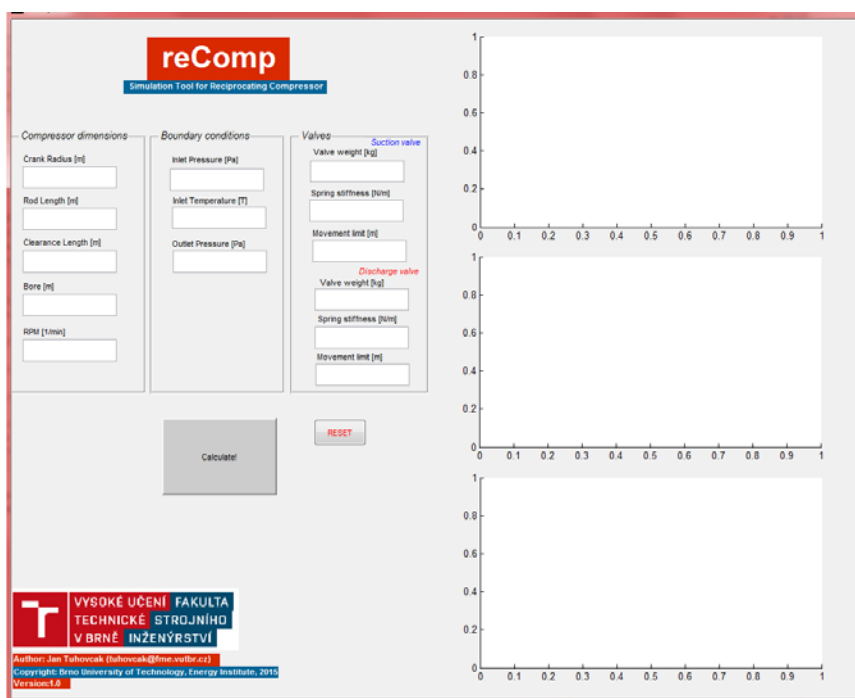 reComp
Simulation Tool for Reciprocating Compressor
Compressor dimensions
Crank Radius [m]
Rod Length [m]
Clearance Length [m]
Bore [m]
RPM [1/min]
Boundary conditions
Inlet Pressure [Pa]
Inlet Temperature [T]
Outlet Pressure [Pa]
Valves
Suction valve
Valve weight [kg]
Spring stiffness [N/m]
Movement limit [m]
Discharge valve
Valve weight [kg]
Spring stiffness [N/m]
Movement limit [m]
Calculate!
RESET
1
0.8
0.6
0.4
0.2
0
0 0.1 0.2 0.3 0.4 0.5 0.6 0.7 0.8 0.9 1
1
0.8
0.6
0.4
0.2
0
0 0.1 0.2 0.3 0.4 0.5 0.6 0.7 0.8 0.9 1
1
0.8
0.6
0.4
0.2
0
0 0.1 0.2 0.3 0.4 0.5 0.6 0.7 0.8 0.9 1
VYSOKÉ UČENÍ FAKULTA
TECHNICKÉ STROJNÍHO
V BRNĚ INŽENÝRSTVÍ
Author: Jan Tuhovcak (tuhovcak@fme.vutbr.cz)
Copyright: Brno University of Technology, Energy Institute, 2015
Version:1.0